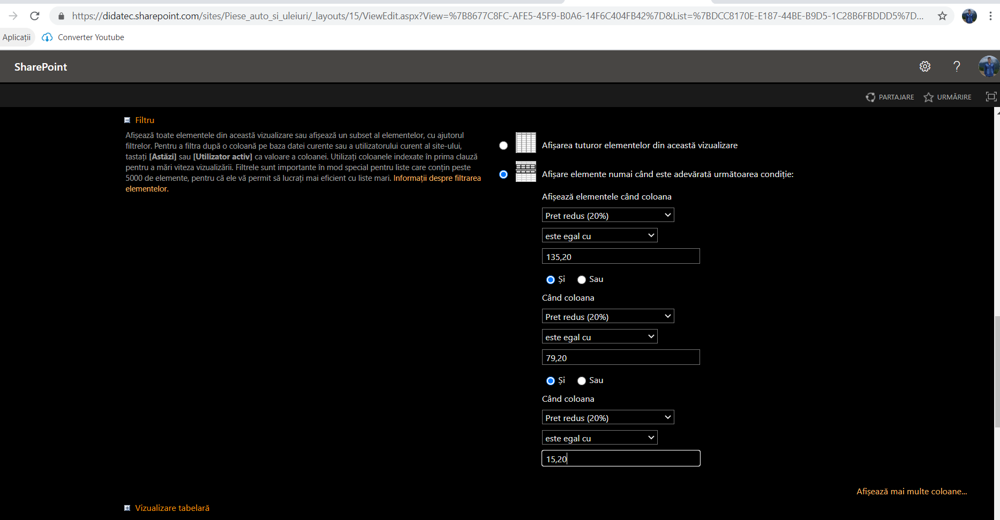 https://didatec.sharepoint.com/sites/Piese_auto_si_uleiuri/_layouts/15/ViewEdit.aspx?View=%7B8677C8FC-AFE5-45F9-B0A6-14F6C404FB42%7D&List=%7BDCC8170E-E187-44BE-B9D5-1C28B6FBDDD5%7D...
Aplicații
Converter Youtube
SharePoint
PARTAJARE
URMĂRIRE
Filtru
Afișează toate elementele din această vizualizare sau afișează un subset al elementelor, cu ajutorul
filtrelor. Pentru a filtra după o coloană pe baza datei curente sau a utilizatorului curent al site-ului,
tastați [Astăzi] sau [Utilizator activ] ca valoare a coloanei. Utilizați coloanele indexate în prima clauză
pentru a mări viteza vizualizării. Filtrele sunt importante în mod special pentru liste care conțin peste
5000 de elemente, pentru că ele vă permit să lucrați mai eficient cu liste mari. Informații despre filtrarea
elementelor.
Afișarea tuturor elementelor din această vizualizare
Afișare elemente numai când este adevărată următoarea condiție:
Afișează elementele când coloana
Pret redus (20%)
este egal cu
135,20
Și Sau
Când coloana
Pret redus (20%)
este egal cu
79,20
Și Sau
Când coloana
Pret redus (20%)
este egal cu
15,20
Afișează mai multe coloane...
Vizualizare tabelară